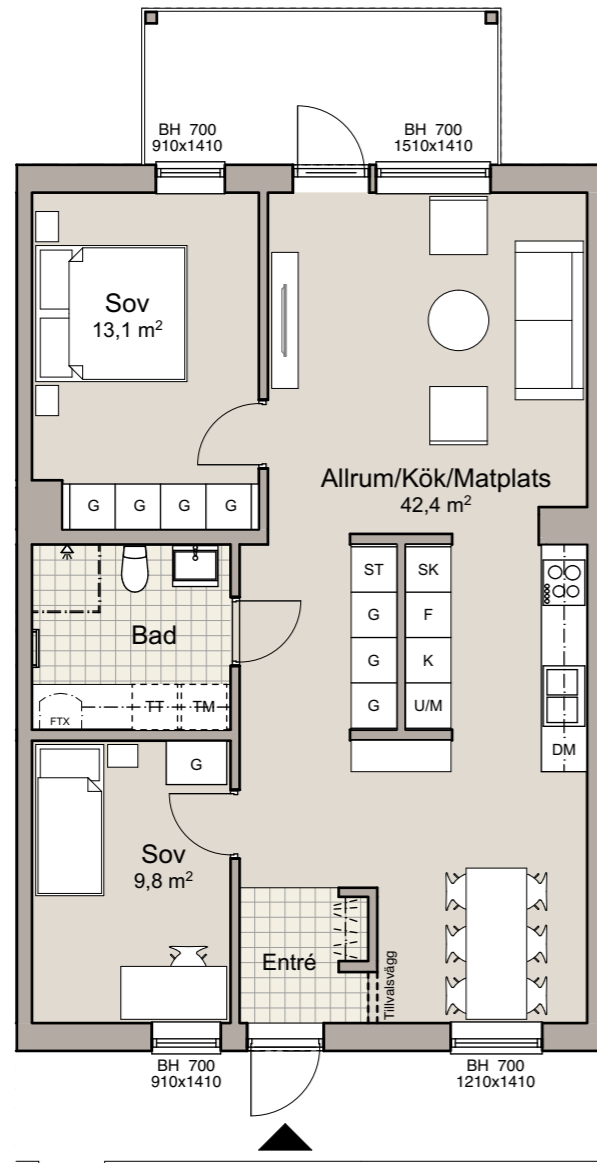 BH 700
910x1410
BH 700
1510x1410
Sov
13,1 m²
Allrum/Kök/Matplats
42,4 m²
G G G G
ST SK
G F
G K
G U/M
Bad
FTX TT TM
DM
G
Sov
9,8 m²
Entré
Tillvalsvägg
BH 700
910x1410
BH 700
1210x1410